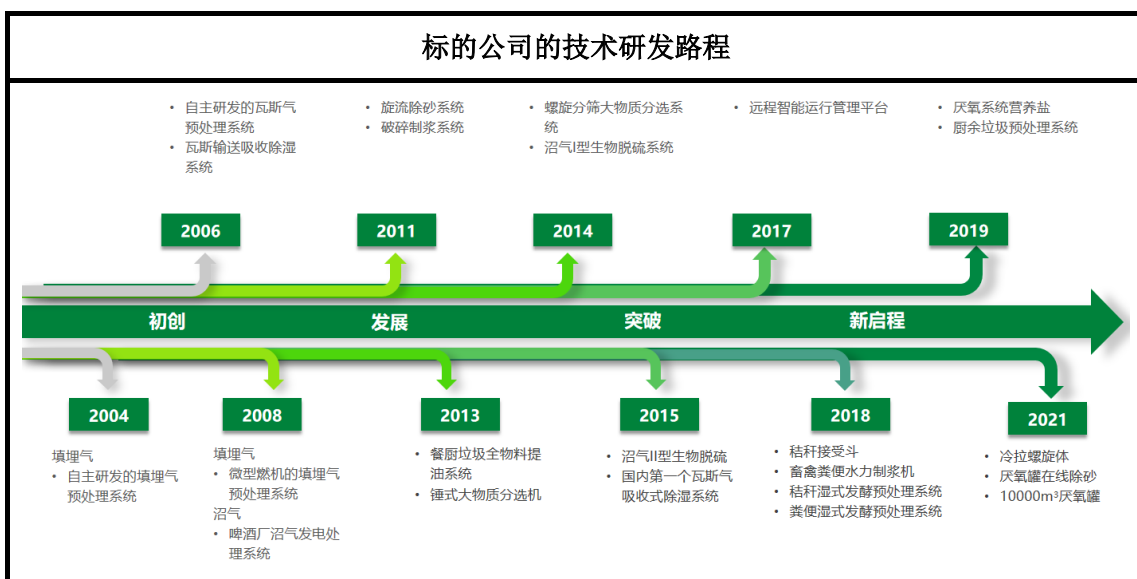 标的公司的技术研发路程
• 自主研发的瓦斯气
预处理系统
• 瓦斯输送吸收除湿
系统
• 旋流除砂系统
• 破碎制浆系统
• 螺旋分筛大物质分选系
统
• 沼气I型生物脱硫系统
• 远程智能运行管理平台
• 厌氧系统营养盐
• 厨余垃圾预处理系统
2006
2011
2014
2017
2019
初创
发展
突破
新启程
2004
2008
2013
2015
2018
2021
填埋气
• 自主研发的填埋气
预处理系统
填埋气
• 微型燃机的填埋气
预处理系统
沼气
• 啤酒厂沼气发电处
理系统
• 餐厨垃圾全物料提
油系统
• 锤式大物质分选机
• 沼气II型生物脱硫
• 国内第一个瓦斯气
吸收式除湿系统
• 秸秆接受斗
• 畜禽粪便水力制浆机
• 秸秆湿式发酵预处理系统
• 粪便湿式发酵预处理系统
• 冷拉螺旋体
• 厌氧罐在线除砂
• 10000m³厌氧罐